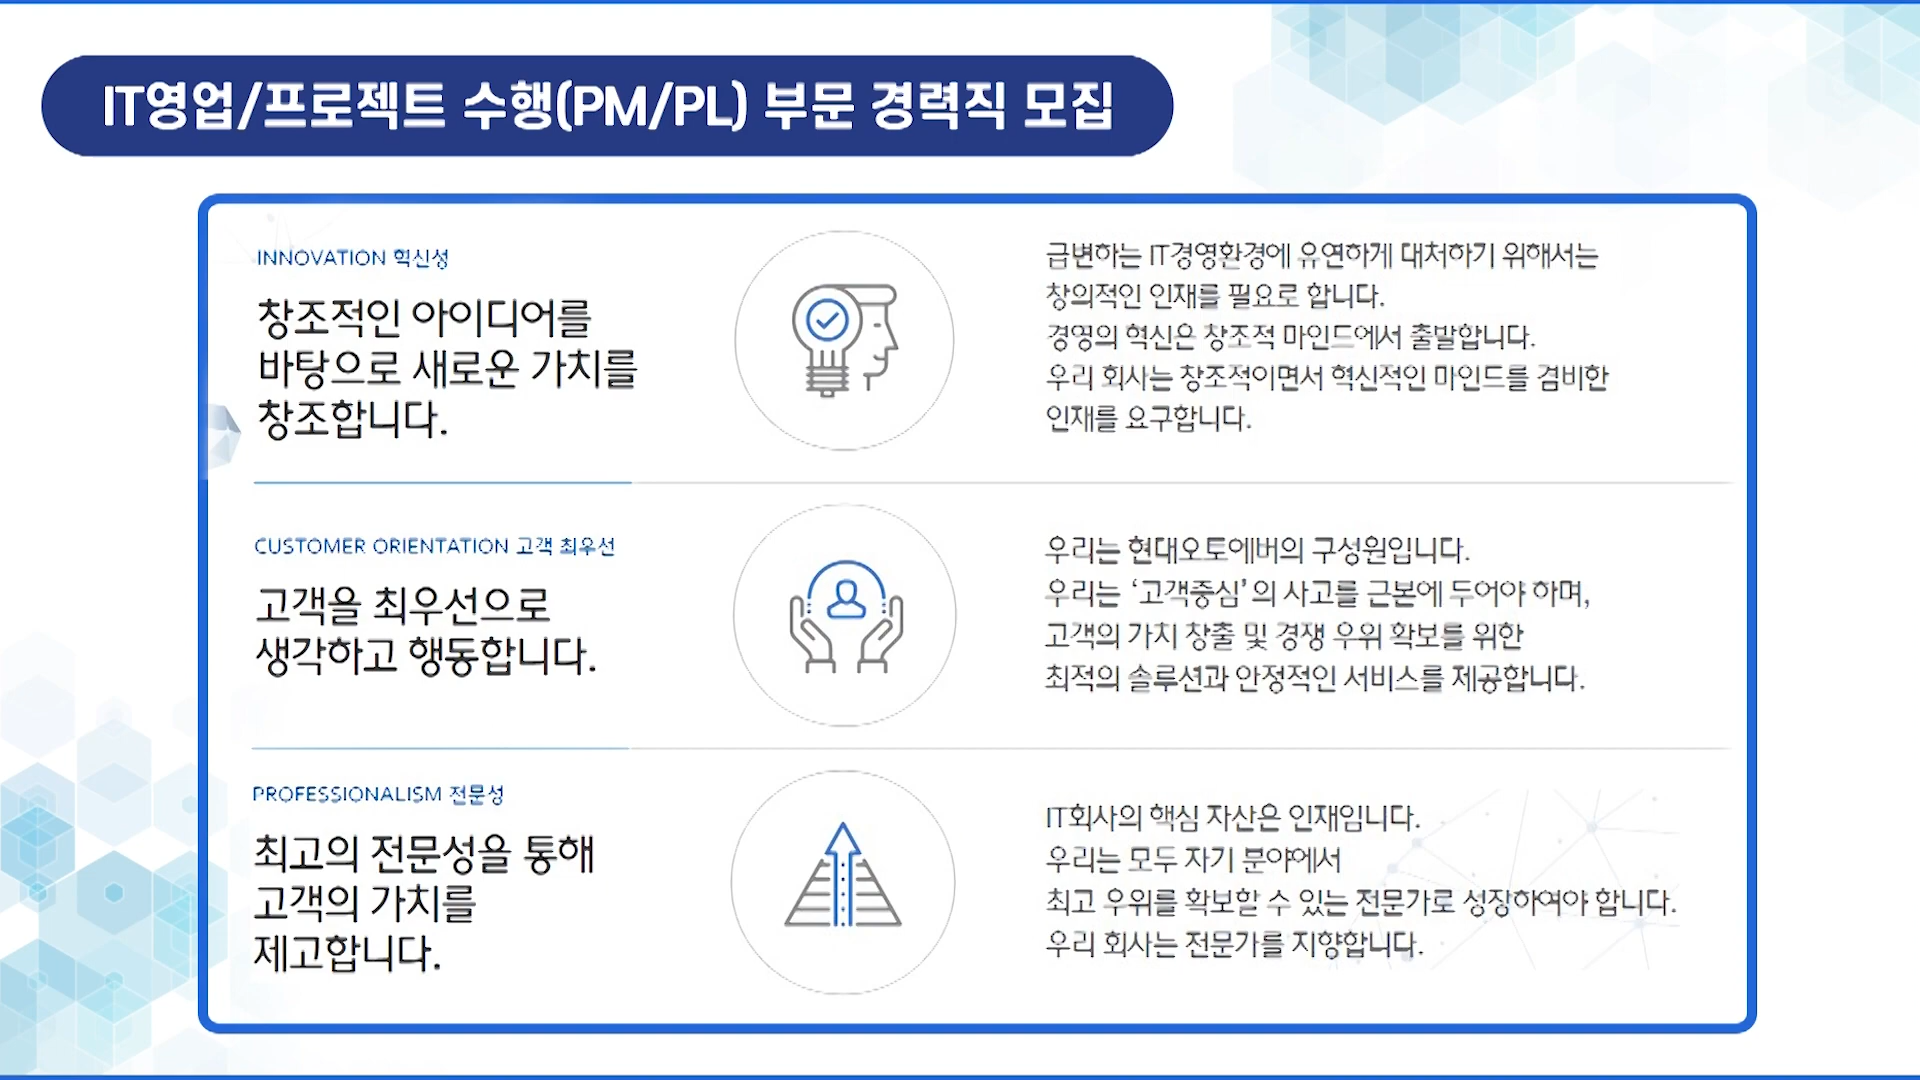 IT영업/프로젝트 수행(PM/PL) 부문 경력직 모집
INNOVATION 혁신성
창조적인 아이디어를
바탕으로 새로운 가치를
창조합니다.
급변하는 IT경영환경에 유연하게 대처하기 위해서는
창의적인 인재를 필요로 합니다.
경영의 혁신은 창조적 마인드에서 출발합니다.
우리 회사는 창조적이면서 혁신적인 마인드를 겸비한
인재를 요구합니다.
CUSTOMER ORIENTATION 고객 최우선
고객을 최우선으로
생각하고 행동합니다.
우리는 현대오토에버의 구성원입니다.
우리는 ‘고객중심’의 사고를 근본에 두어야 하며,
고객의 가치 창출 및 경쟁 우위 확보를 위한
최적의 솔루션과 안정적인 서비스를 제공합니다.
PROFESSIONALISM 전문성
최고의 전문성을 통해
고객의 가치를
제고합니다.
IT회사의 핵심 자산은 인재입니다.
우리는 모두 자기 분야에서
최고 우위를 확보할 수 있는 전문가로 성장하여야 합니다.
우리 회사는 전문가를 지향합니다.